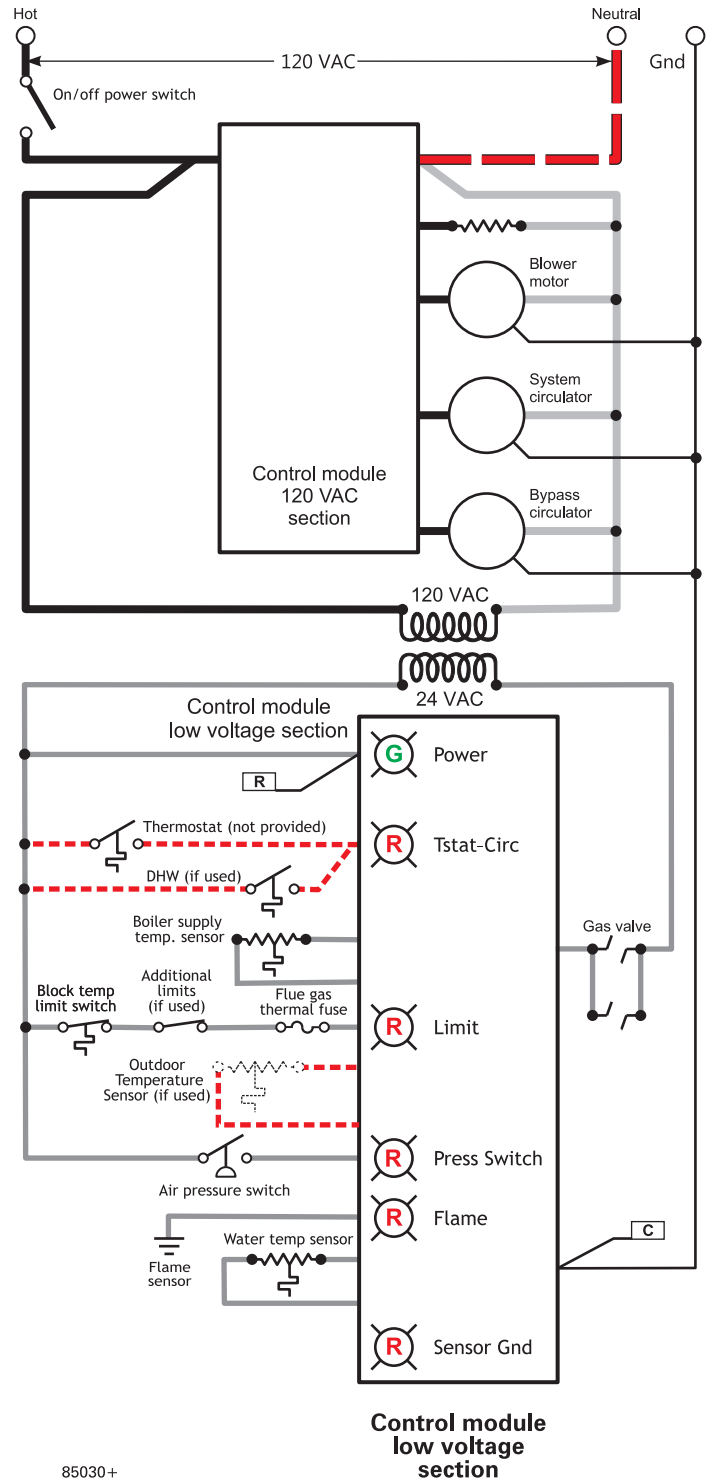 Hot
Neutral
120 VAC
Gnd
On/off power switch
Blower
motor
System
circulator
Control module
120 VAC
section
Bypass
circulator
120 VAC
24 VAC
Control module
low voltage section
G Power
R
Thermostat (not provided)
R Tstat-Circ
DHW (if used)
Boiler supply
temp. sensor
Gas valve
Block temp
limit switch
Additional
limits
(if used)
Flue gas
thermal fuse
R Limit
Outdoor
Temperature
Sensor (if used)
R Press Switch
Air pressure switch
R Flame
C
Water temp sensor
Flame
sensor
R Sensor Gnd
Control module
low voltage
section
85030+